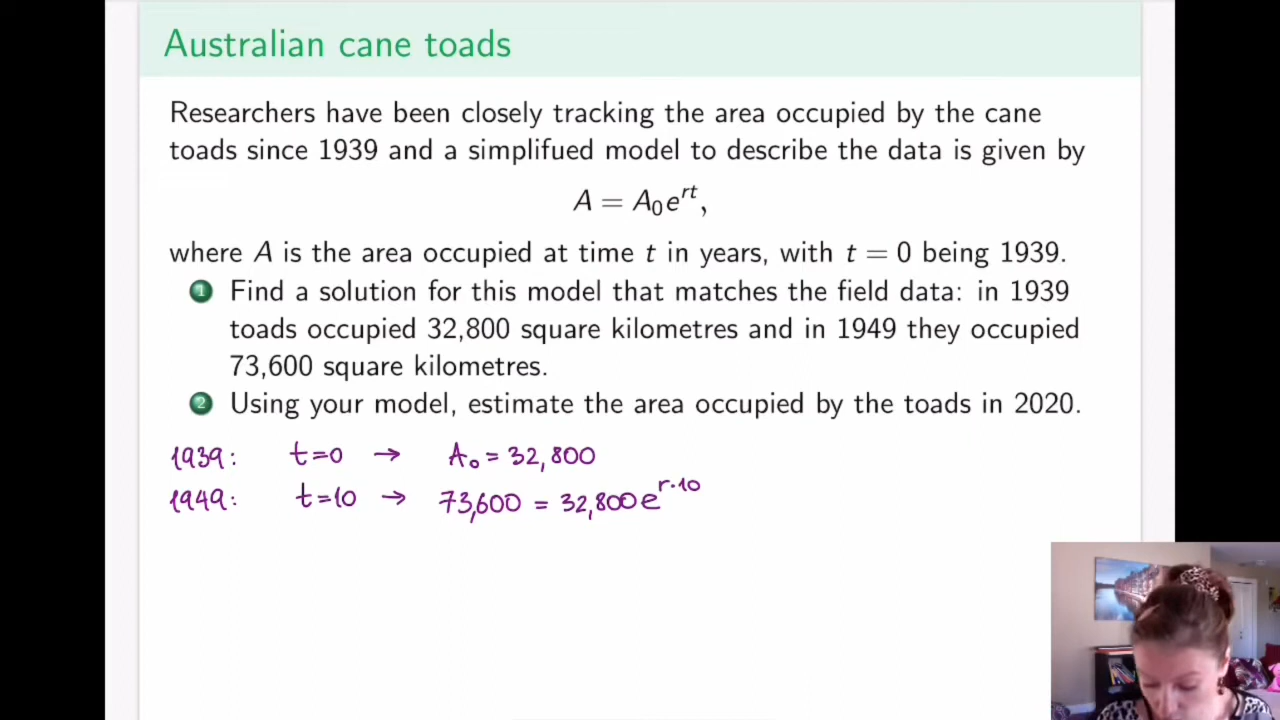 Australian cane toads
Researchers have been closely tracking the area occupied by the cane
toads since 1939 and a simplifued model to describe the data is given by
A = A₀eʳᵗ,
where A is the area occupied at time t in years, with t = 0 being 1939.
1 Find a solution for this model that matches the field data: in 1939
toads occupied 32,800 square kilometres and in 1949 they occupied
73,600 square kilometres.
2 Using your model, estimate the area occupied by the toads in 2020.
1939: t=0 → A₀ = 32,800
1949: t=10 → 73,600 = 32,800e^(r·10)